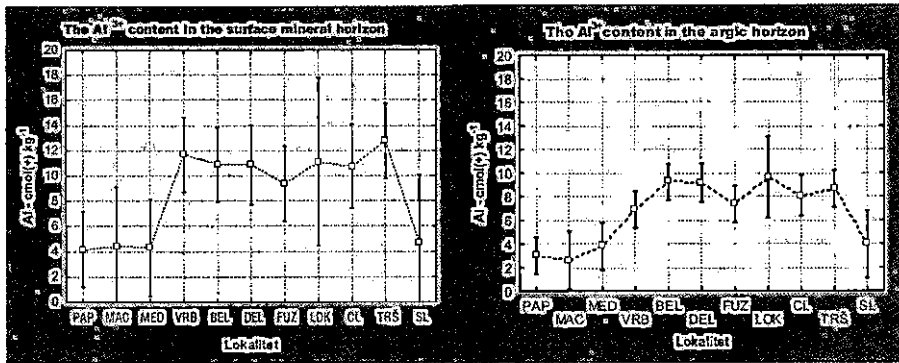 The Al 3+ content in the surface mineral horizon
20
18
16
14
12
10
8
6
4
2
0
Al - cmol(+) kg-1
PAP MAC MED VRB BEL DEL FUZ LOK CL TRŠ SL
Lokalitet
The Al3+ content in the argic horizon
20
18
16
14
12
10
8
6
4
2
0
Al - cmol(+) kg-1
PAP MED BEL FUZ CL SL
MAC VRB DEL LOK TRŠ
Lokalitet